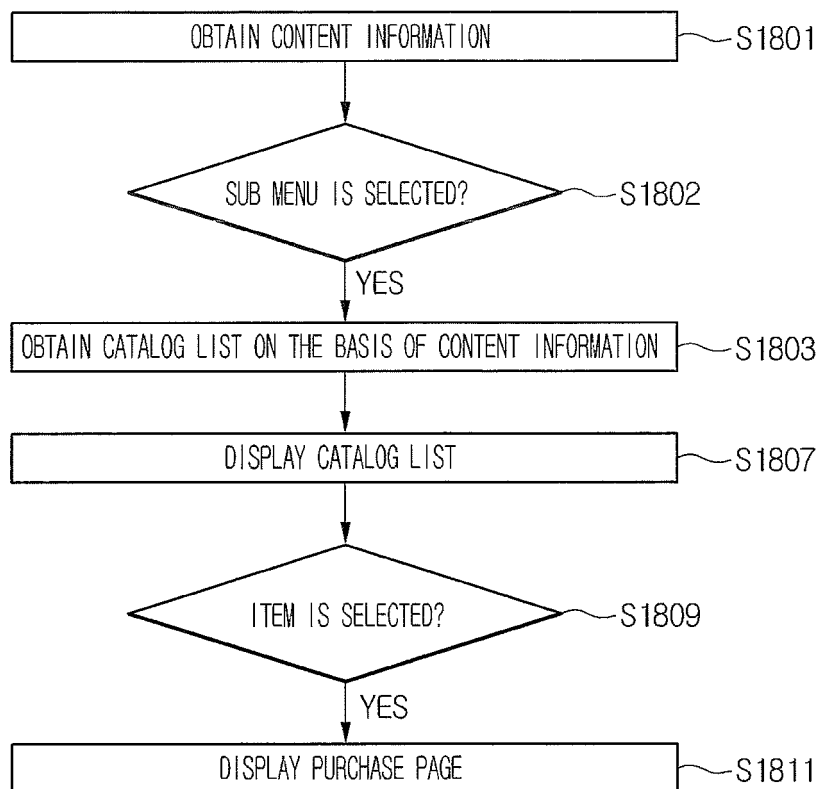 OBTAIN CONTENT INFORMATION
S1801
SUB MENU IS SELECTED?
S1802
YES
OBTAIN CATALOG LIST ON THE BASIS OF CONTENT INFORMATION
S1803
DISPLAY CATALOG LIST
S1807
ITEM IS SELECTED?
S1809
YES
DISPLAY PURCHASE PAGE
S1811